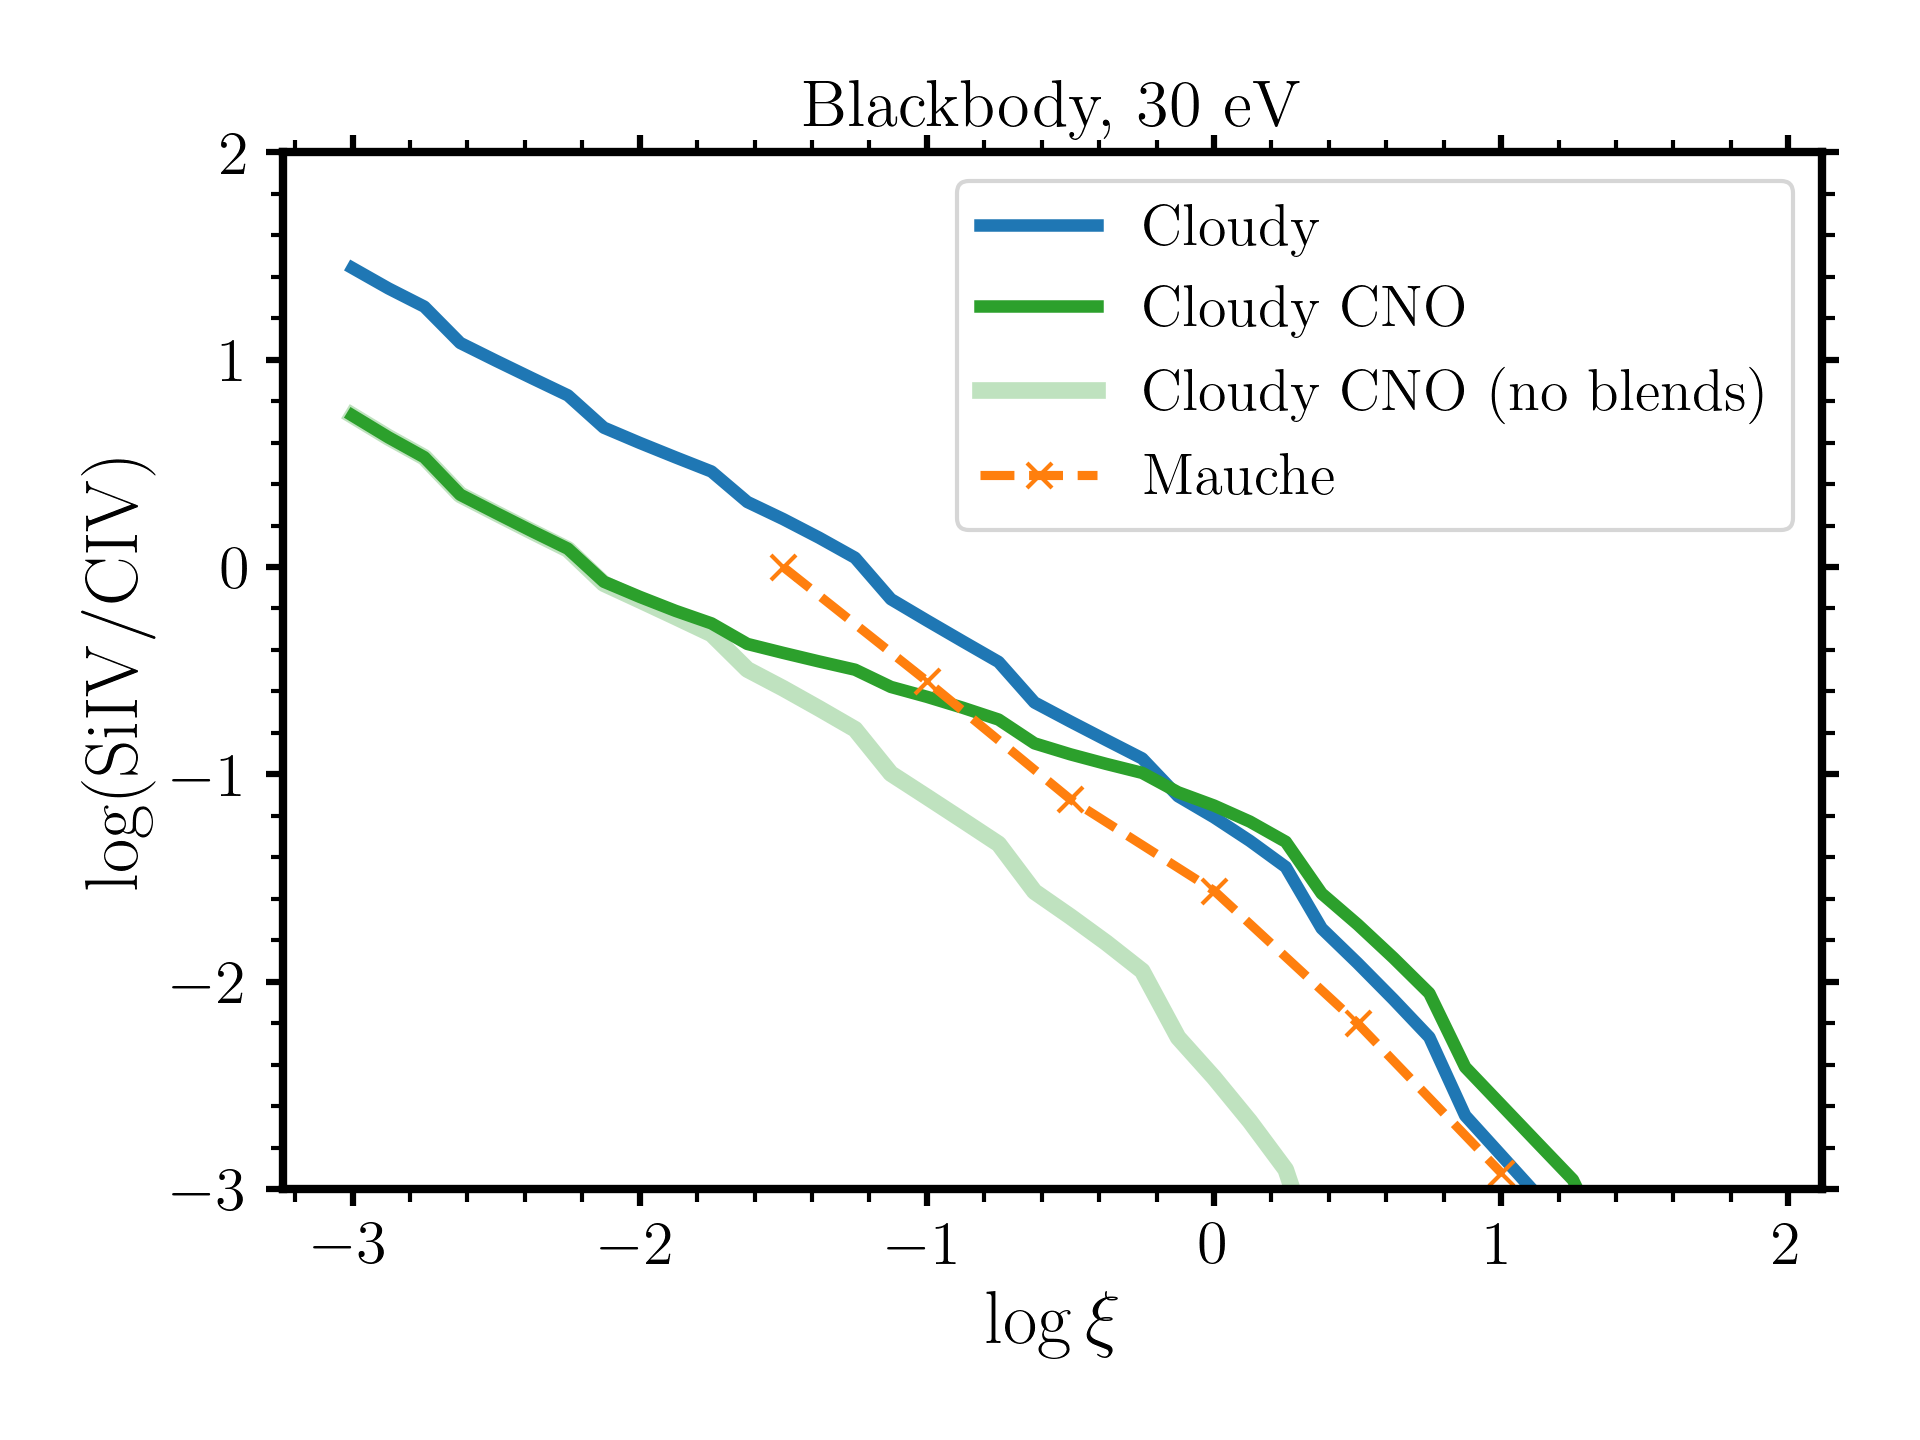 Blackbody, 30 eV
2
1
0
−1
−2
−3
log(SiIV/CIV)
Cloudy
Cloudy CNO
Cloudy CNO (no blends)
Mauche
−3 −2 −1 0 1 2
log ξ